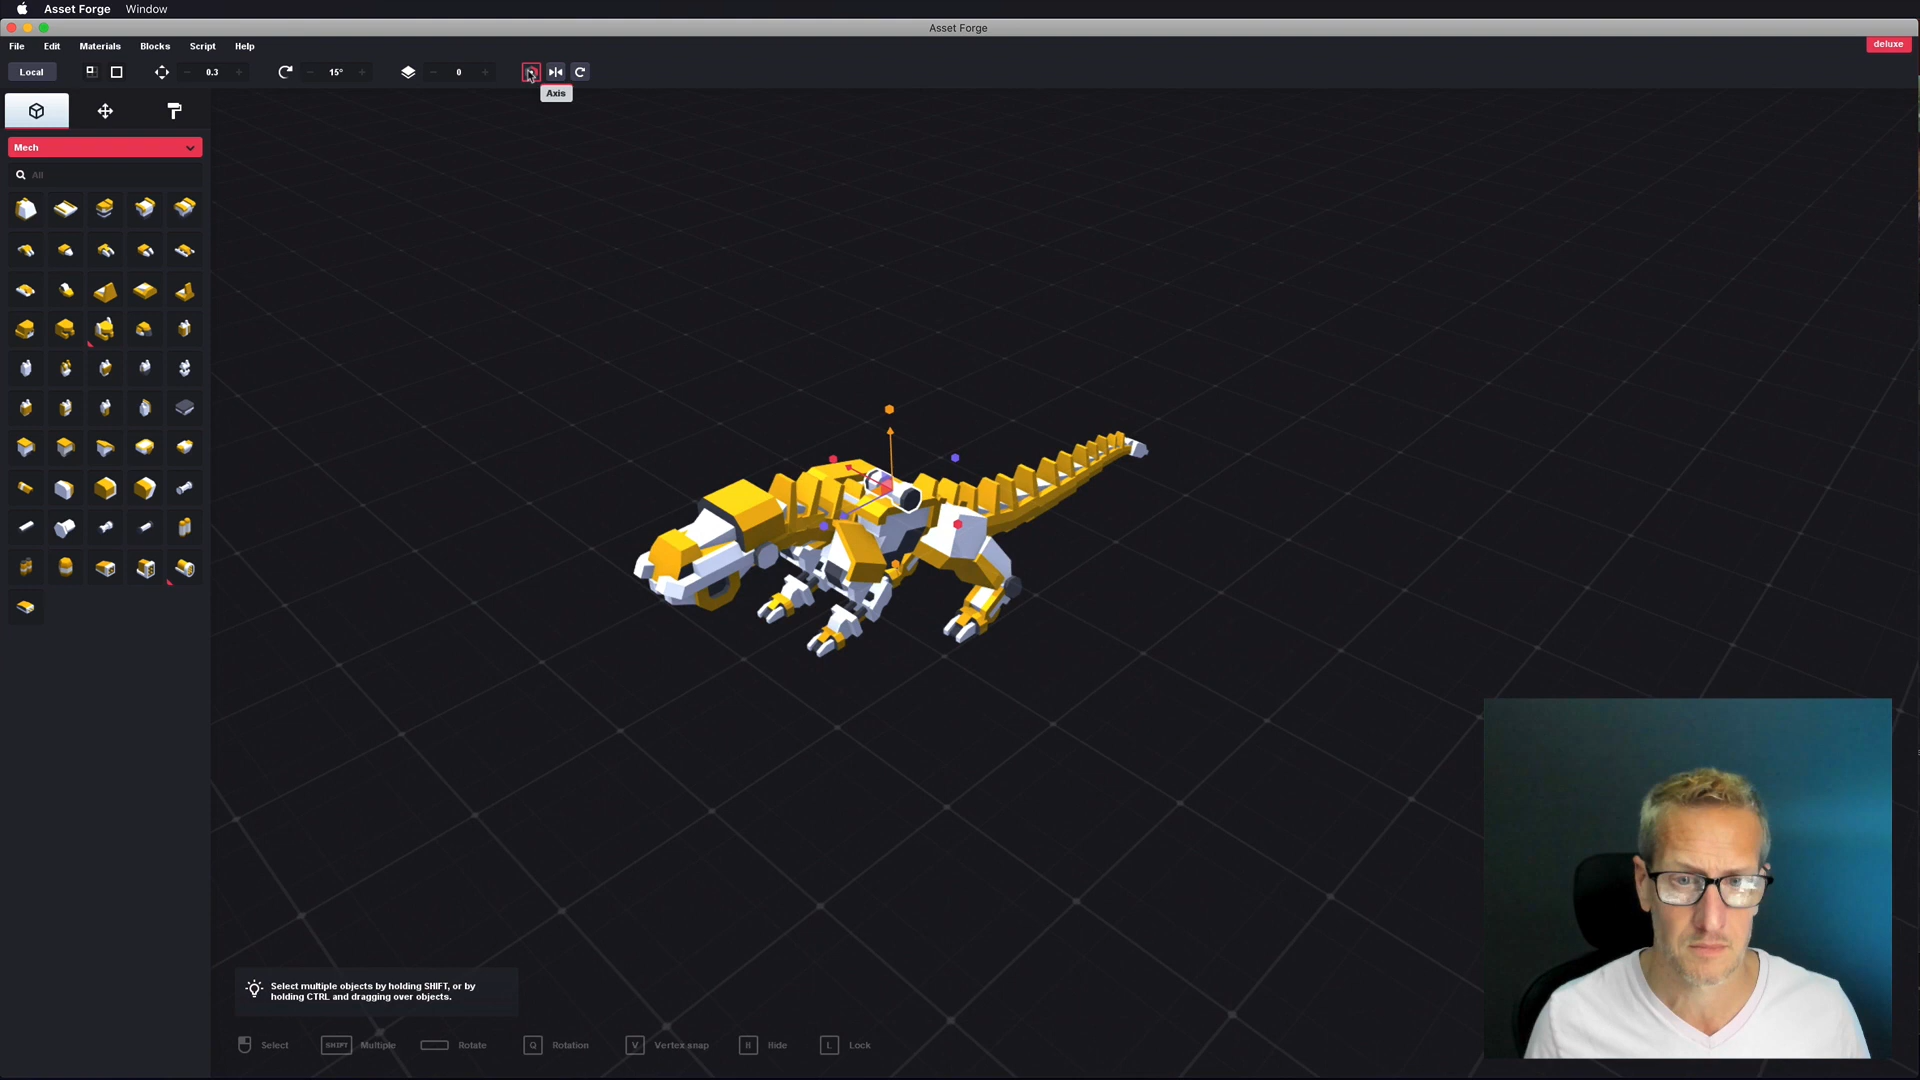 Asset Forge Window
Asset Forge
File Edit Materials Blocks Script Help
deluxe
Local 0.3 15° 0
Axis
Mech
All
Select multiple objects by holding SHIFT, or by
holding CTRL and dragging over objects.
Select SHIFT Multiple Rotate Q Rotation V Vertex snap H Hide L Lock